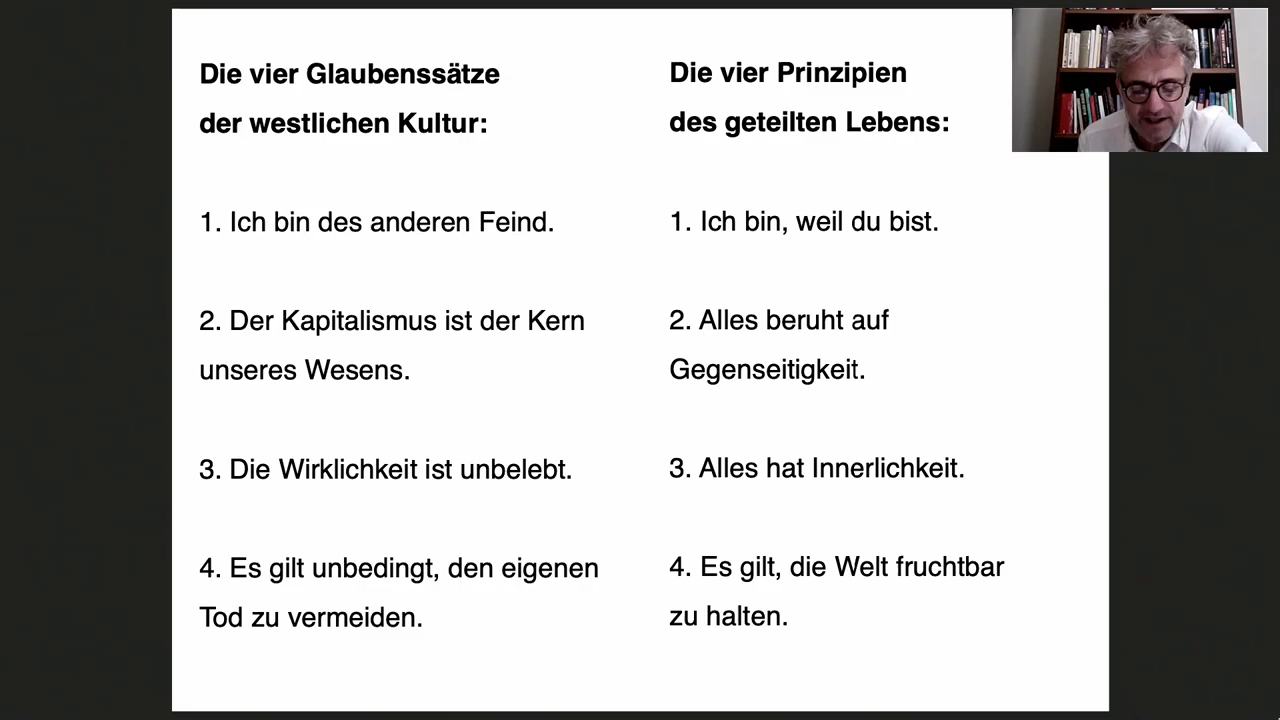 Die vier Glaubenssätze
der westlichen Kultur:
1. Ich bin des anderen Feind.
2. Der Kapitalismus ist der Kern
unseres Wesens.
3. Die Wirklichkeit ist unbelebt.
4. Es gilt unbedingt, den eigenen
Tod zu vermeiden.
Die vier Prinzipien
des geteilten Lebens:
1. Ich bin, weil du bist.
2. Alles beruht auf
Gegenseitigkeit.
3. Alles hat Innerlichkeit.
4. Es gilt, die Welt fruchtbar
zu halten.